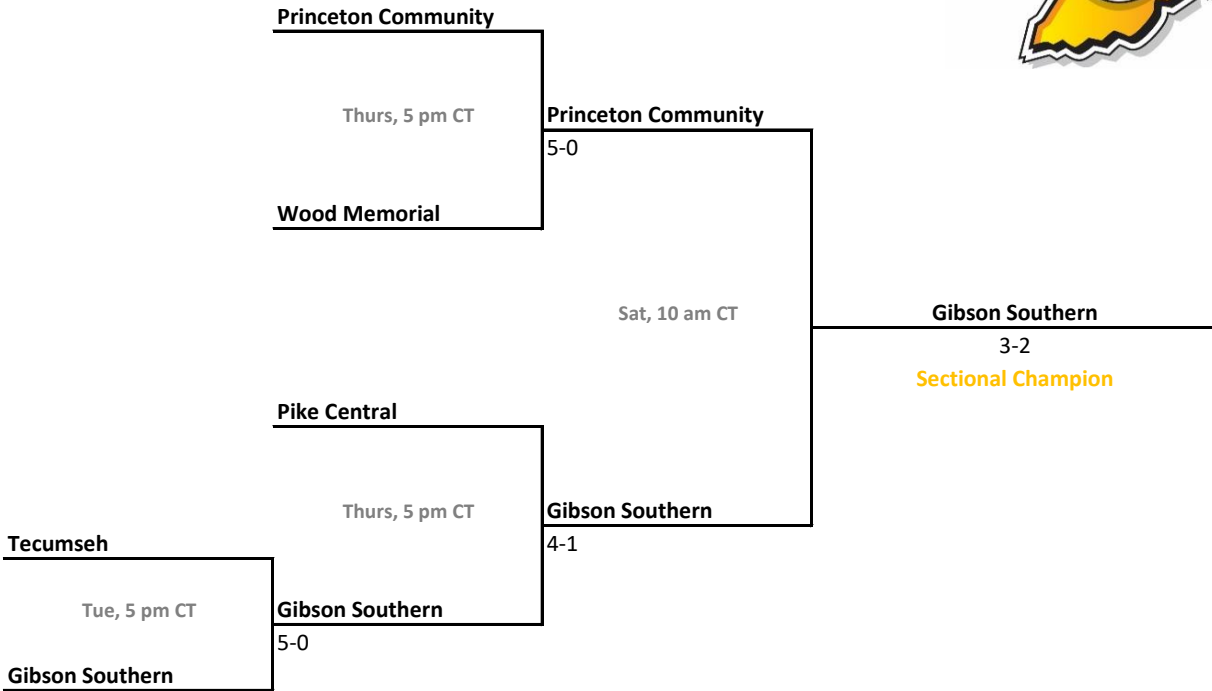 Princeton Community
Thurs, 5 pm CT
Princeton Community
5-0
Wood Memorial
Sat, 10 am CT
Gibson Southern
3-2
Sectional Champion
Pike Central
Thurs, 5 pm CT
Gibson Southern
4-1
Tecumseh
Tue, 5 pm CT
Gibson Southern
5-0
Gibson Southern